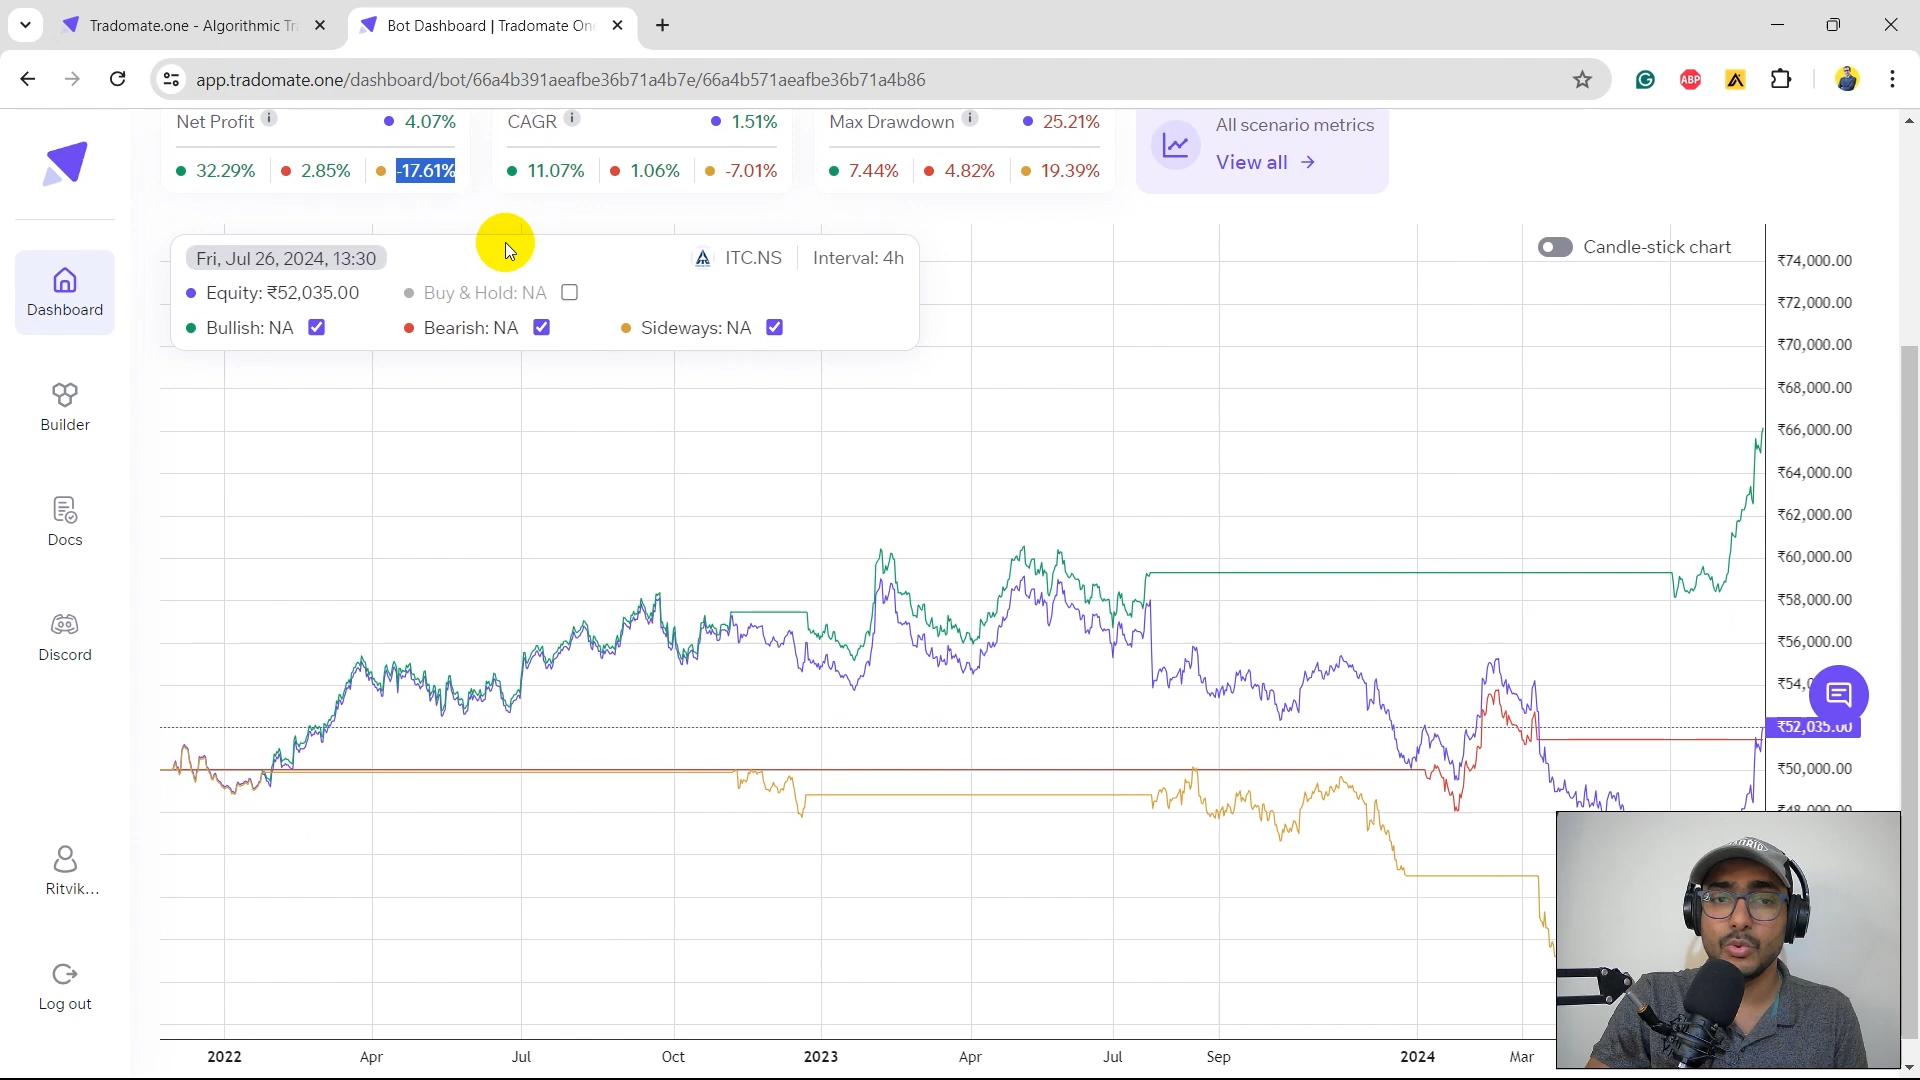 Tradomate.one - Algorithmic Tr
Bot Dashboard | Tradomate On
app.tradomate.one/dashboard/bot/66a4b391aeafbe36b71a4b7e/66a4b571aeafbe36b71a4b86
ABP
Net Profit 4.07%
32.29% 2.85% -17.61%
CAGR 1.51%
11.07% 1.06% -7.01%
Max Drawdown 25.21%
7.44% 4.82% 19.39%
All scenario metrics
View all →
Dashboard
Builder
Docs
Discord
Ritvik...
Log out
Fri, Jul 26, 2024, 13:30
ITC.NS Interval: 4h
Equity: ₹52,035.00 Buy & Hold: NA
Bullish: NA Bearish: NA Sideways: NA
Candle-stick chart
₹74,000.00
₹72,000.00
₹70,000.00
₹68,000.00
₹66,000.00
₹64,000.00
₹62,000.00
₹60,000.00
₹58,000.00
₹56,000.00
₹54,0
₹52,035.00
₹50,000.00
₹48,000.00
2022 Apr Jul Oct 2023 Apr Jul Sep 2024 Mar